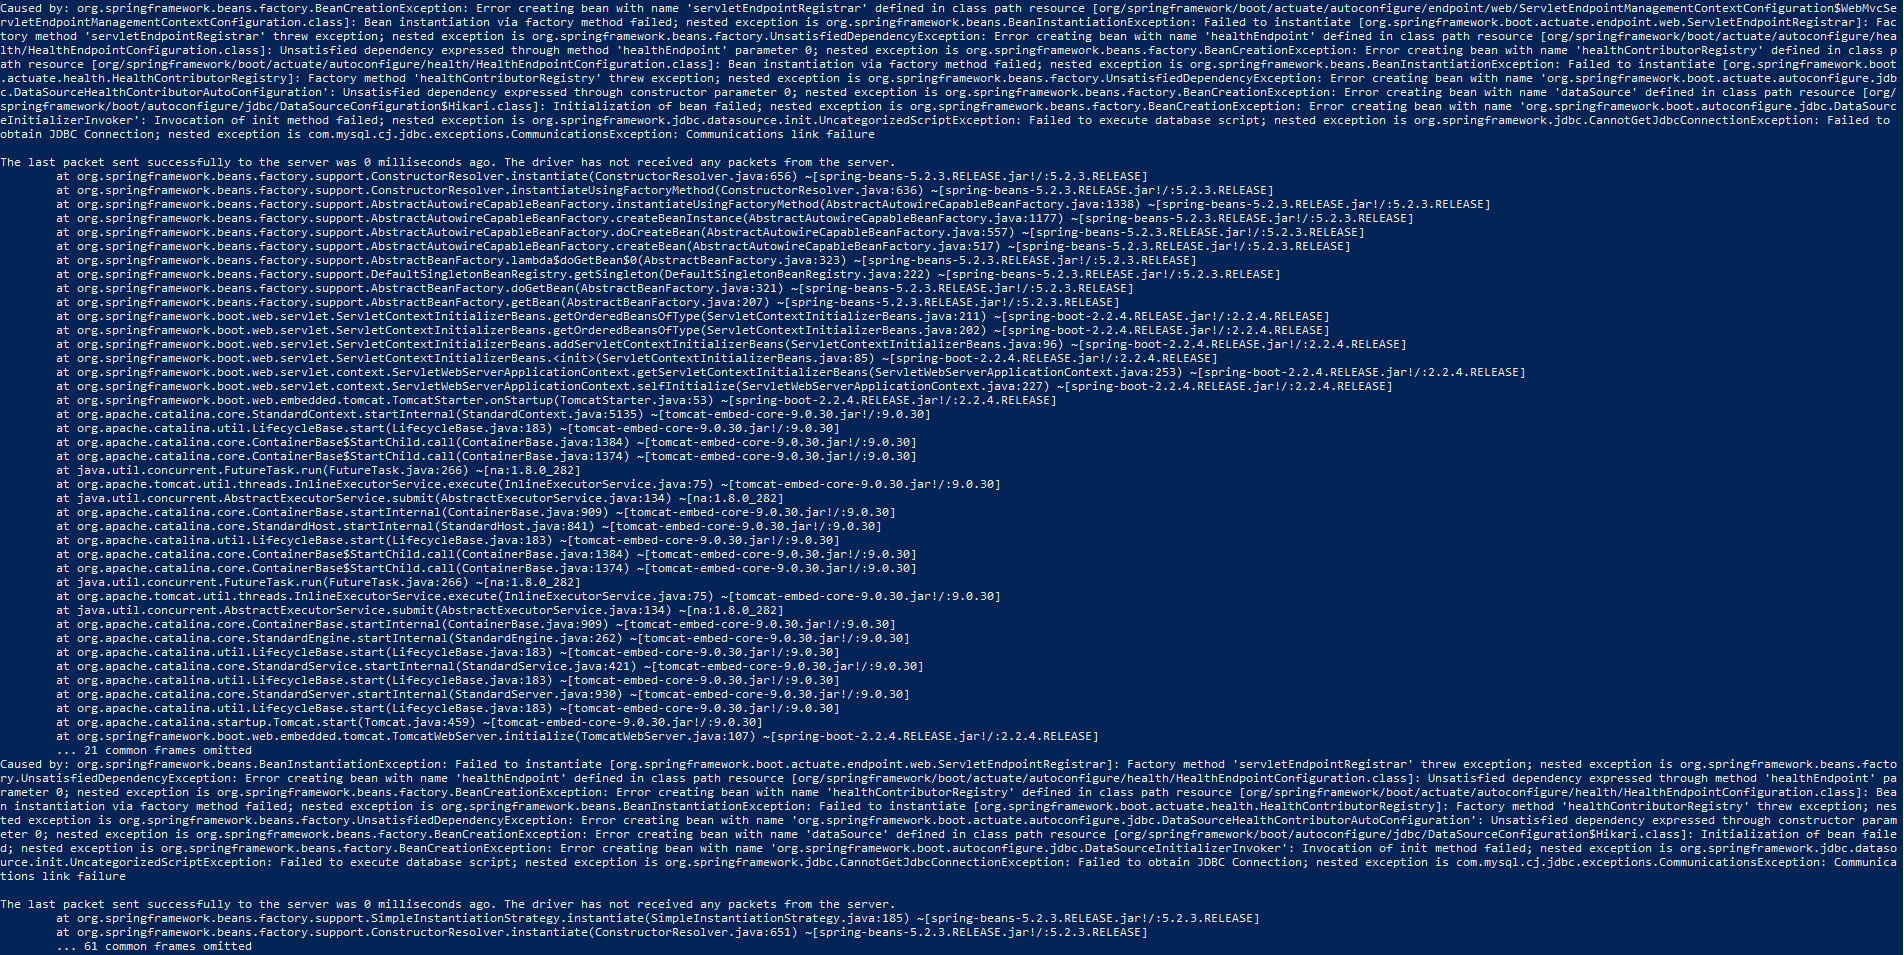 Caused by: org.springframework.beans.factory.BeanCreationException: Error creating bean with name 'servletEndpointRegistrar' defined in class path resource [org/springframework/boot/actuate/autoconfigure/endpoint/web/ServletEndpointManagementContextConfiguration$WebMvcSe
rvletEndpointManagementContextConfiguration.class]: Bean instantiation via factory method failed; nested exception is org.springframework.beans.BeanInstantiationException: Failed to instantiate [org.springframework.boot.actuate.endpoint.web.ServletEndpointRegistrar]: Fac
tory method 'servletEndpointRegistrar' threw exception; nested exception is org.springframework.beans.factory.UnsatisfiedDependencyException: Error creating bean with name 'healthEndpoint' defined in class path resource [org/springframework/boot/actuate/autoconfigure/hea
lth/HealthEndpointConfiguration.class]: Unsatisfied dependency expressed through method 'healthEndpoint' parameter 0; nested exception is org.springframework.beans.factory.BeanCreationException: Error creating bean with name 'healthContributorRegistry' defined in class p
ath resource [org/springframework/boot/actuate/autoconfigure/health/HealthEndpointConfiguration.class]: Bean instantiation via factory method failed; nested exception is org.springframework.beans.BeanInstantiationException: Failed to instantiate [org.springframework.boot
.actuate.health.HealthContributorRegistry]: Factory method 'healthContributorRegistry' threw exception; nested exception is org.springframework.beans.factory.UnsatisfiedDependencyException: Error creating bean with name 'org.springframework.boot.actuate.autoconfigure.jdb
c.DataSourceHealthContributorAutoConfiguration': Unsatisfied dependency expressed through constructor parameter 0; nested exception is org.springframework.beans.factory.BeanCreationException: Error creating bean with name 'dataSource' defined in class path resource [org/
springframework/boot/autoconfigure/jdbc/DataSourceConfiguration$Hikari.class]: Initialization of bean failed; nested exception is org.springframework.beans.factory.BeanCreationException: Error creating bean with name 'org.springframework.boot.autoconfigure.jdbc.DataSourc
eInitializerInvoker': Invocation of init method failed; nested exception is org.springframework.jdbc.datasource.init.UncategorizedScriptException: Failed to execute database script; nested exception is org.springframework.jdbc.CannotGetJdbcConnectionException: Failed to
obtain JDBC Connection; nested exception is com.mysql.cj.jdbc.exceptions.CommunicationsException: Communications link failure
The last packet sent successfully to the server was 0 milliseconds ago. The driver has not received any packets from the server.
at org.springframework.beans.factory.support.ConstructorResolver.instantiate(ConstructorResolver.java:656) ~[spring-beans-5.2.3.RELEASE.jar!/:5.2.3.RELEASE]
at org.springframework.beans.factory.support.ConstructorResolver.instantiateUsingFactoryMethod(ConstructorResolver.java:636) ~[spring-beans-5.2.3.RELEASE.jar!/:5.2.3.RELEASE]
at org.springframework.beans.factory.support.AbstractAutowireCapableBeanFactory.instantiateUsingFactoryMethod(AbstractAutowireCapableBeanFactory.java:1338) ~[spring-beans-5.2.3.RELEASE.jar!/:5.2.3.RELEASE]
at org.springframework.beans.factory.support.AbstractAutowireCapableBeanFactory.createBeanInstance(AbstractAutowireCapableBeanFactory.java:1177) ~[spring-beans-5.2.3.RELEASE.jar!/:5.2.3.RELEASE]
at org.springframework.beans.factory.support.AbstractAutowireCapableBeanFactory.doCreateBean(AbstractAutowireCapableBeanFactory.java:557) ~[spring-beans-5.2.3.RELEASE.jar!/:5.2.3.RELEASE]
at org.springframework.beans.factory.support.AbstractAutowireCapableBeanFactory.createBean(AbstractAutowireCapableBeanFactory.java:517) ~[spring-beans-5.2.3.RELEASE.jar!/:5.2.3.RELEASE]
at org.springframework.beans.factory.support.AbstractBeanFactory.lambda$doGetBean$0(AbstractBeanFactory.java:323) ~[spring-beans-5.2.3.RELEASE.jar!/:5.2.3.RELEASE]
at org.springframework.beans.factory.support.DefaultSingletonBeanRegistry.getSingleton(DefaultSingletonBeanRegistry.java:222) ~[spring-beans-5.2.3.RELEASE.jar!/:5.2.3.RELEASE]
at org.springframework.beans.factory.support.AbstractBeanFactory.doGetBean(AbstractBeanFactory.java:321) ~[spring-beans-5.2.3.RELEASE.jar!/:5.2.3.RELEASE]
at org.springframework.beans.factory.support.AbstractBeanFactory.getBean(AbstractBeanFactory.java:207) ~[spring-beans-5.2.3.RELEASE.jar!/:5.2.3.RELEASE]
at org.springframework.boot.web.servlet.ServletContextInitializerBeans.getOrderedBeansOfType(ServletContextInitializerBeans.java:211) ~[spring-boot-2.2.4.RELEASE.jar!/:2.2.4.RELEASE]
at org.springframework.boot.web.servlet.ServletContextInitializerBeans.getOrderedBeansOfType(ServletContextInitializerBeans.java:202) ~[spring-boot-2.2.4.RELEASE.jar!/:2.2.4.RELEASE]
at org.springframework.boot.web.servlet.ServletContextInitializerBeans.addServletContextInitializerBeans(ServletContextInitializerBeans.java:96) ~[spring-boot-2.2.4.RELEASE.jar!/:2.2.4.RELEASE]
at org.springframework.boot.web.servlet.ServletContextInitializerBeans.<init>(ServletContextInitializerBeans.java:85) ~[spring-boot-2.2.4.RELEASE.jar!/:2.2.4.RELEASE]
at org.springframework.boot.web.servlet.context.ServletWebServerApplicationContext.getServletContextInitializerBeans(ServletWebServerApplicationContext.java:253) ~[spring-boot-2.2.4.RELEASE.jar!/:2.2.4.RELEASE]
at org.springframework.boot.web.servlet.context.ServletWebServerApplicationContext.selfInitialize(ServletWebServerApplicationContext.java:227) ~[spring-boot-2.2.4.RELEASE.jar!/:2.2.4.RELEASE]
at org.springframework.boot.web.embedded.tomcat.TomcatStarter.onStartup(TomcatStarter.java:53) ~[spring-boot-2.2.4.RELEASE.jar!/:2.2.4.RELEASE]
at org.apache.catalina.core.StandardContext.startInternal(StandardContext.java:5135) ~[tomcat-embed-core-9.0.30.jar!/:9.0.30]
at org.apache.catalina.util.LifecycleBase.start(LifecycleBase.java:183) ~[tomcat-embed-core-9.0.30.jar!/:9.0.30]
at org.apache.catalina.core.ContainerBase$StartChild.call(ContainerBase.java:1384) ~[tomcat-embed-core-9.0.30.jar!/:9.0.30]
at org.apache.catalina.core.ContainerBase$StartChild.call(ContainerBase.java:1374) ~[tomcat-embed-core-9.0.30.jar!/:9.0.30]
at java.util.concurrent.FutureTask.run(FutureTask.java:266) ~[na:1.8.0_282]
at org.apache.tomcat.util.threads.InlineExecutorService.execute(InlineExecutorService.java:75) ~[tomcat-embed-core-9.0.30.jar!/:9.0.30]
at java.util.concurrent.AbstractExecutorService.submit(AbstractExecutorService.java:134) ~[na:1.8.0_282]
at org.apache.catalina.core.ContainerBase.startInternal(ContainerBase.java:909) ~[tomcat-embed-core-9.0.30.jar!/:9.0.30]
at org.apache.catalina.core.StandardHost.startInternal(StandardHost.java:841) ~[tomcat-embed-core-9.0.30.jar!/:9.0.30]
at org.apache.catalina.util.LifecycleBase.start(LifecycleBase.java:183) ~[tomcat-embed-core-9.0.30.jar!/:9.0.30]
at org.apache.catalina.core.ContainerBase$StartChild.call(ContainerBase.java:1384) ~[tomcat-embed-core-9.0.30.jar!/:9.0.30]
at org.apache.catalina.core.ContainerBase$StartChild.call(ContainerBase.java:1374) ~[tomcat-embed-core-9.0.30.jar!/:9.0.30]
at java.util.concurrent.FutureTask.run(FutureTask.java:266) ~[na:1.8.0_282]
at org.apache.tomcat.util.threads.InlineExecutorService.execute(InlineExecutorService.java:75) ~[tomcat-embed-core-9.0.30.jar!/:9.0.30]
at java.util.concurrent.AbstractExecutorService.submit(AbstractExecutorService.java:134) ~[na:1.8.0_282]
at org.apache.catalina.core.ContainerBase.startInternal(ContainerBase.java:909) ~[tomcat-embed-core-9.0.30.jar!/:9.0.30]
at org.apache.catalina.core.StandardEngine.startInternal(StandardEngine.java:262) ~[tomcat-embed-core-9.0.30.jar!/:9.0.30]
at org.apache.catalina.util.LifecycleBase.start(LifecycleBase.java:183) ~[tomcat-embed-core-9.0.30.jar!/:9.0.30]
at org.apache.catalina.core.StandardService.startInternal(StandardService.java:421) ~[tomcat-embed-core-9.0.30.jar!/:9.0.30]
at org.apache.catalina.util.LifecycleBase.start(LifecycleBase.java:183) ~[tomcat-embed-core-9.0.30.jar!/:9.0.30]
at org.apache.catalina.core.StandardServer.startInternal(StandardServer.java:930) ~[tomcat-embed-core-9.0.30.jar!/:9.0.30]
at org.apache.catalina.util.LifecycleBase.start(LifecycleBase.java:183) ~[tomcat-embed-core-9.0.30.jar!/:9.0.30]
at org.apache.catalina.startup.Tomcat.start(Tomcat.java:459) ~[tomcat-embed-core-9.0.30.jar!/:9.0.30]
at org.springframework.boot.web.embedded.tomcat.TomcatWebServer.initialize(TomcatWebServer.java:107) ~[spring-boot-2.2.4.RELEASE.jar!/:2.2.4.RELEASE]
... 21 common frames omitted
Caused by: org.springframework.beans.BeanInstantiationException: Failed to instantiate [org.springframework.boot.actuate.endpoint.web.ServletEndpointRegistrar]: Factory method 'servletEndpointRegistrar' threw exception; nested exception is org.springframework.beans.facto
ry.UnsatisfiedDependencyException: Error creating bean with name 'healthEndpoint' defined in class path resource [org/springframework/boot/actuate/autoconfigure/health/HealthEndpointConfiguration.class]: Unsatisfied dependency expressed through method 'healthEndpoint' pa
rameter 0; nested exception is org.springframework.beans.factory.BeanCreationException: Error creating bean with name 'healthContributorRegistry' defined in class path resource [org/springframework/boot/actuate/autoconfigure/health/HealthEndpointConfiguration.class]: Bea
n instantiation via factory method failed; nested exception is org.springframework.beans.BeanInstantiationException: Failed to instantiate [org.springframework.boot.actuate.health.HealthContributorRegistry]: Factory method 'healthContributorRegistry' threw exception; nes
ted exception is org.springframework.beans.factory.UnsatisfiedDependencyException: Error creating bean with name 'org.springframework.boot.actuate.autoconfigure.jdbc.DataSourceHealthContributorAutoConfiguration': Unsatisfied dependency expressed through constructor param
eter 0; nested exception is org.springframework.beans.factory.BeanCreationException: Error creating bean with name 'dataSource' defined in class path resource [org/springframework/boot/autoconfigure/jdbc/DataSourceConfiguration$Hikari.class]: Initialization of bean faile
d; nested exception is org.springframework.beans.factory.BeanCreationException: Error creating bean with name 'org.springframework.boot.autoconfigure.jdbc.DataSourceInitializerInvoker': Invocation of init method failed; nested exception is org.springframework.jdbc.dataso
urce.init.UncategorizedScriptException: Failed to execute database script; nested exception is org.springframework.jdbc.CannotGetJdbcConnectionException: Failed to obtain JDBC Connection; nested exception is com.mysql.cj.jdbc.exceptions.CommunicationsException: Communica
tions link failure
The last packet sent successfully to the server was 0 milliseconds ago. The driver has not received any packets from the server.
at org.springframework.beans.factory.support.SimpleInstantiationStrategy.instantiate(SimpleInstantiationStrategy.java:185) ~[spring-beans-5.2.3.RELEASE.jar!/:5.2.3.RELEASE]
at org.springframework.beans.factory.support.ConstructorResolver.instantiate(ConstructorResolver.java:651) ~[spring-beans-5.2.3.RELEASE.jar!/:5.2.3.RELEASE]
... 61 common frames omitted